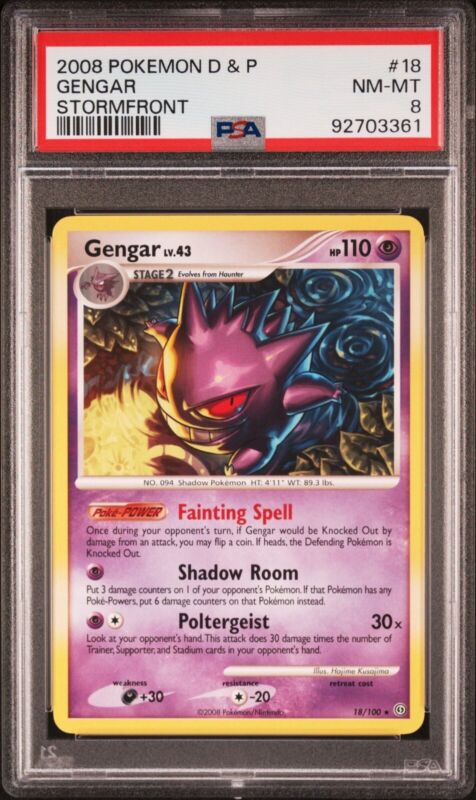 2008 POKEMON D & P #18
GENGAR NM-MT
STORMFRONT 8
PSA 92703361
Gengar LV.43 HP 110
STAGE 2 Evolves from Haunter
NO. 094 Shadow Pokémon HT: 4'11" WT: 89.3 lbs.
Poké-POWER Fainting Spell
Once during your opponent's turn, if Gengar would be Knocked Out by
damage from an attack, you may flip a coin. If heads, the Defending Pokémon is
Knocked Out.
Shadow Room
Put 3 damage counters on 1 of your opponent's Pokémon. If that Pokémon has any
Poké-Powers, put 6 damage counters on that Pokémon instead.
Poltergeist 30x
Look at your opponent's hand. This attack does 30 damage times the number of
Trainer, Supporter, and Stadium cards in your opponent's hand.
Illus. Hajime Kusajima
weakness resistance retreat cost
+30 -20
©2008 Pokémon/Nintendo 18/100 ★
PSA